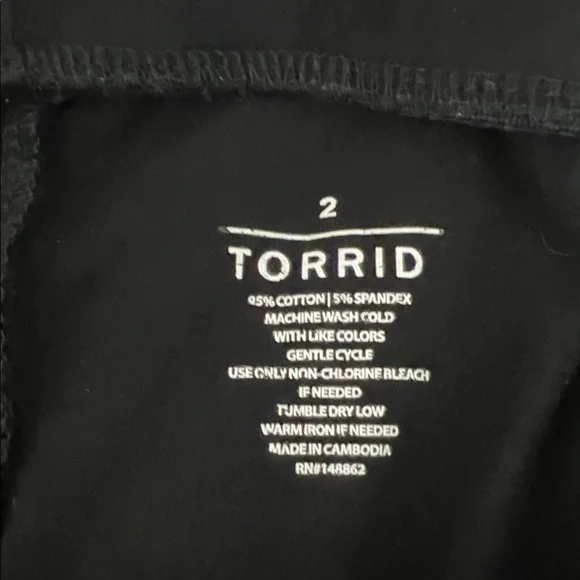 2
TORRID
95% COTTON | 5% SPANDEX
MACHINE WASH COLD
WITH LIKE COLORS
GENTLE CYCLE
USE ONLY NON-CHLORINE BLEACH
IF NEEDED
TUMBLE DRY LOW
WARM IRON IF NEEDED
MADE IN CAMBODIA
RN#148862